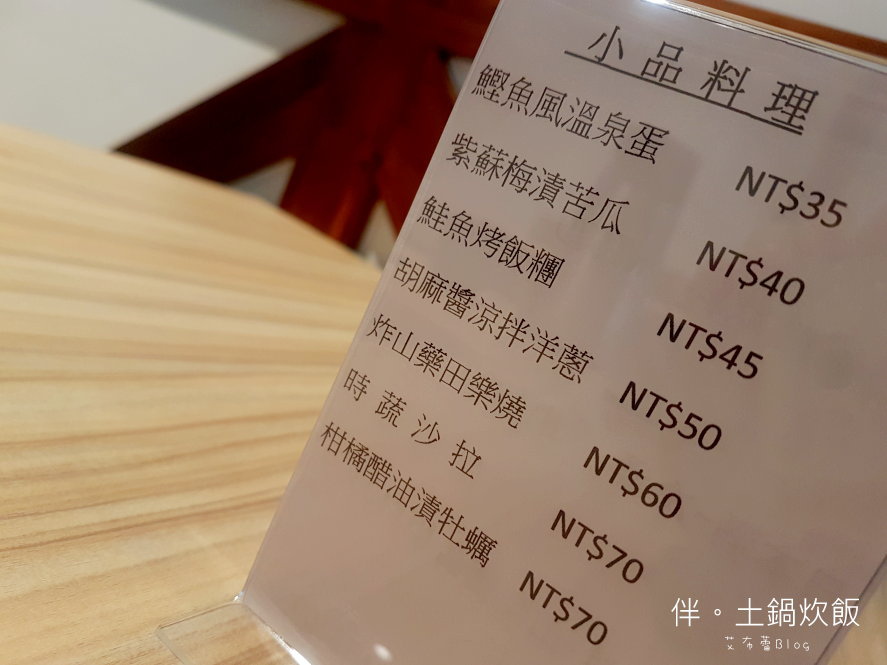 小品料理
鰹魚風溫泉蛋 NT$35
紫蘇梅漬苦瓜 NT$40
鮭魚烤飯糰 NT$45
胡麻醬涼拌洋蔥 NT$50
炸山藥田樂燒 NT$60
時蔬沙拉 NT$70
柑橘醋油漬牡蠣 NT$70
伴。土鍋炊飯
艾布蕾Blog